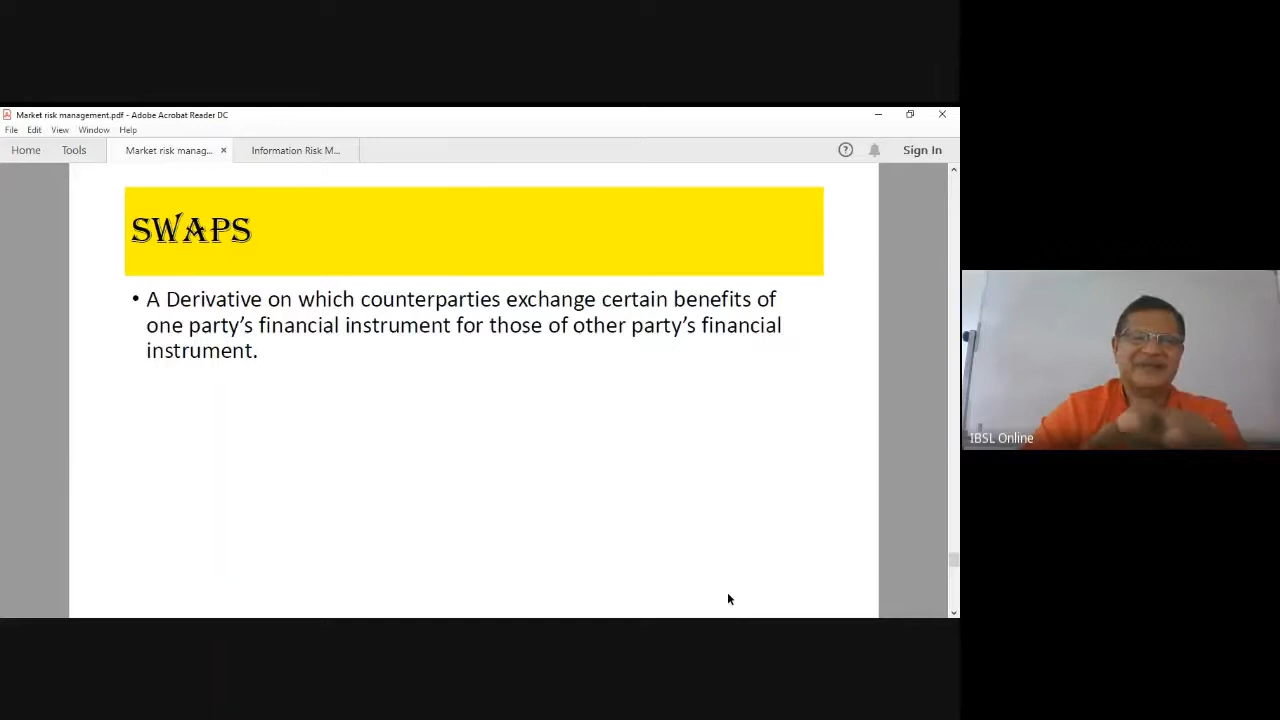 Market risk management.pdf - Adobe Acrobat Reader DC
File Edit View Window Help
Home Tools Market risk manag... × Information Risk M... Sign In
SWAPS
• A Derivative on which counterparties exchange certain benefits of
one party’s financial instrument for those of other party’s financial
instrument.
IBSL Online